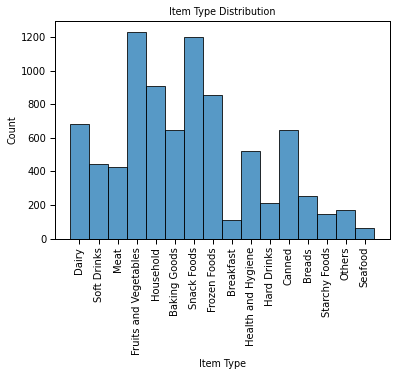 Item Type Distribution
1200
1000
800
600
400
200
0
Count
Dairy
Soft Drinks
Meat
Fruits and Vegetables
Household
Baking Goods
Snack Foods
Frozen Foods
Breakfast
Health and Hygiene
Hard Drinks
Canned
Breads
Starchy Foods
Others
Seafood
Item Type